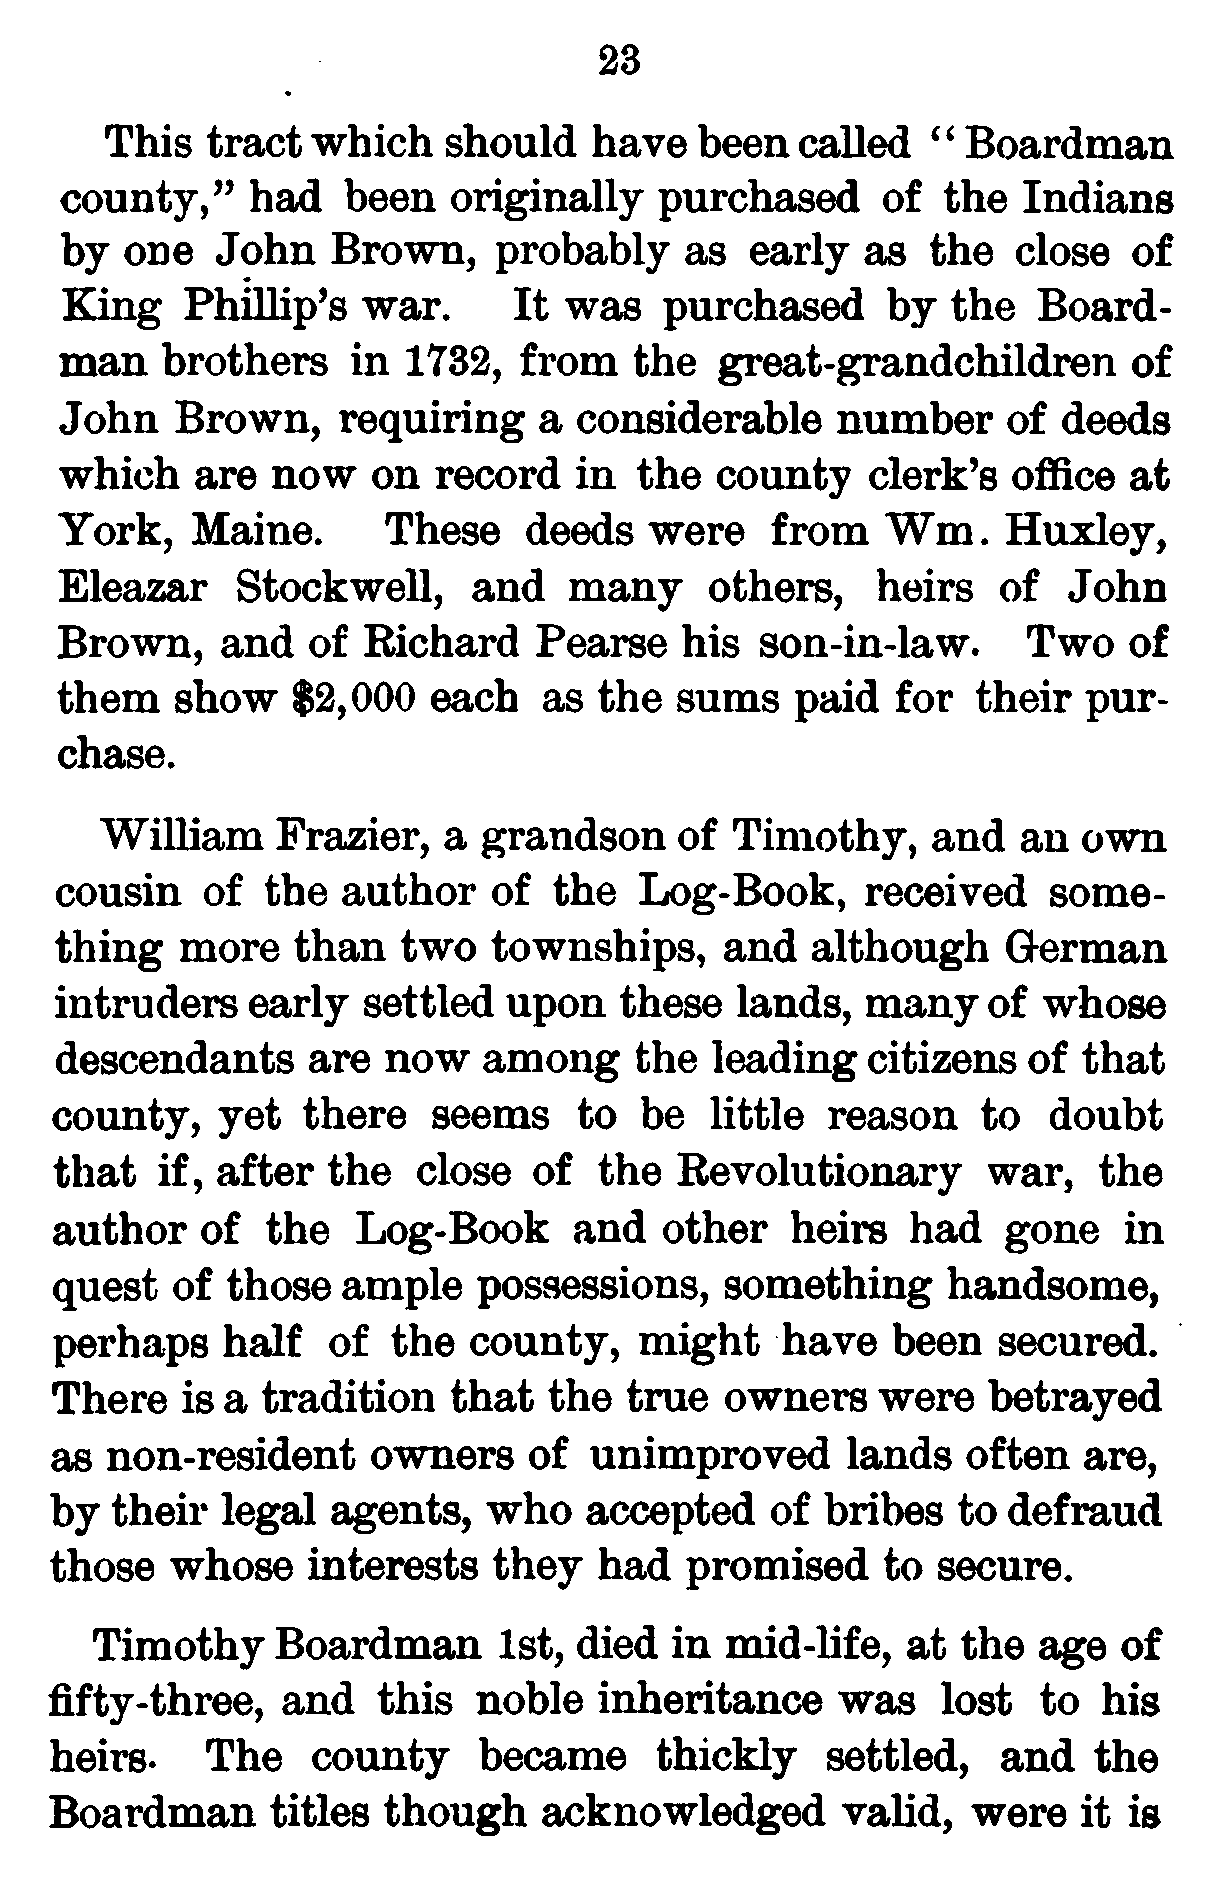 23
This tract which should have been called “Boardman
county,” had been originally purchased of the Indians
by one John Brown, probably as early as the close of
King Phillip’s war. It was purchased by the Board-
man brothers in 1732, from the great-grandchildren of
John Brown, requiring a considerable number of deeds
which are now on record in the county clerk’s office at
York, Maine. These deeds were from Wm. Huxley,
Eleazar Stockwell, and many others, heirs of John
Brown, and of Richard Pearse his son-in-law. Two of
them show $2,000 each as the sums paid for their pur-
chase.
William Frazier, a grandson of Timothy, and an own
cousin of the author of the Log-Book, received some-
thing more than two townships, and although German
intruders early settled upon these lands, many of whose
descendants are now among the leading citizens of that
county, yet there seems to be little reason to doubt
that if, after the close of the Revolutionary war, the
author of the Log-Book and other heirs had gone in
quest of those ample possessions, something handsome,
perhaps half of the county, might have been secured.
There is a tradition that the true owners were betrayed
as non-resident owners of unimproved lands often are,
by their legal agents, who accepted of bribes to defraud
those whose interests they had promised to secure.
Timothy Boardman 1st, died in mid-life, at the age of
fifty-three, and this noble inheritance was lost to his
heirs. The county became thickly settled, and the
Boardman titles though acknowledged valid, were it is